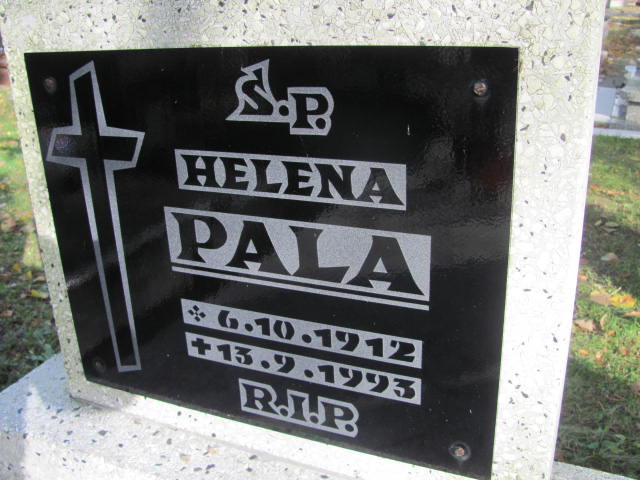 Ś.P.
HELENA
PALA
* 6.10.1912
✝ 13.9.1993
R.I.P.